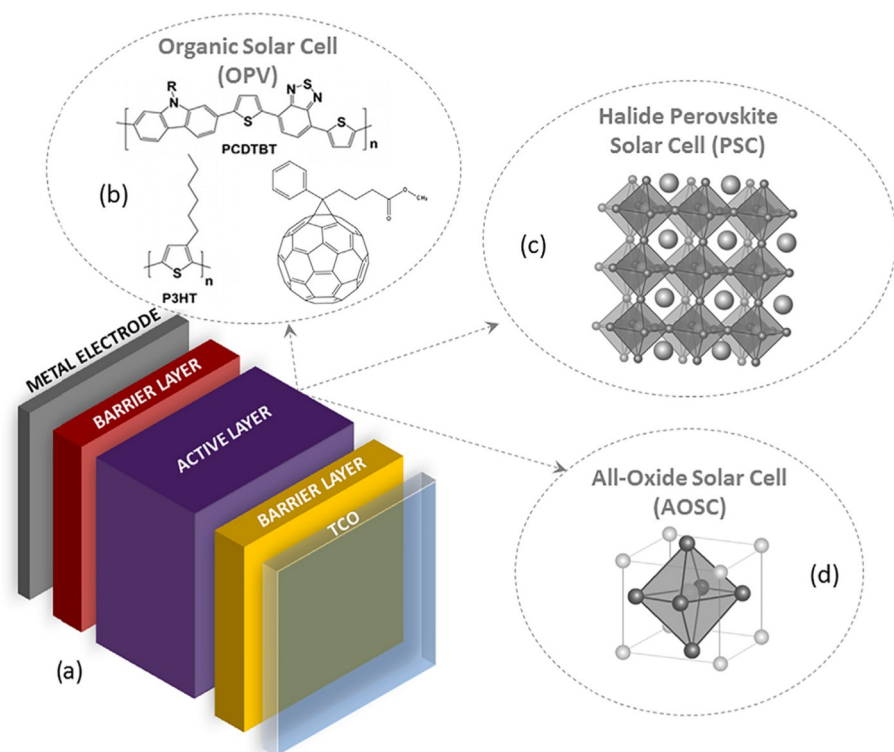 Organic Solar Cell
(OPV)
R
N
S
N
N
S
S
n
PCDTBT
(b)
O
CH₃
O
S
n
P3HT
Halide Perovskite
Solar Cell (PSC)
(c)
METAL ELECTRODE
BARRIER LAYER
ACTIVE LAYER
BARRIER LAYER
TCO
(a)
All-Oxide Solar Cell
(AOSC)
(d)